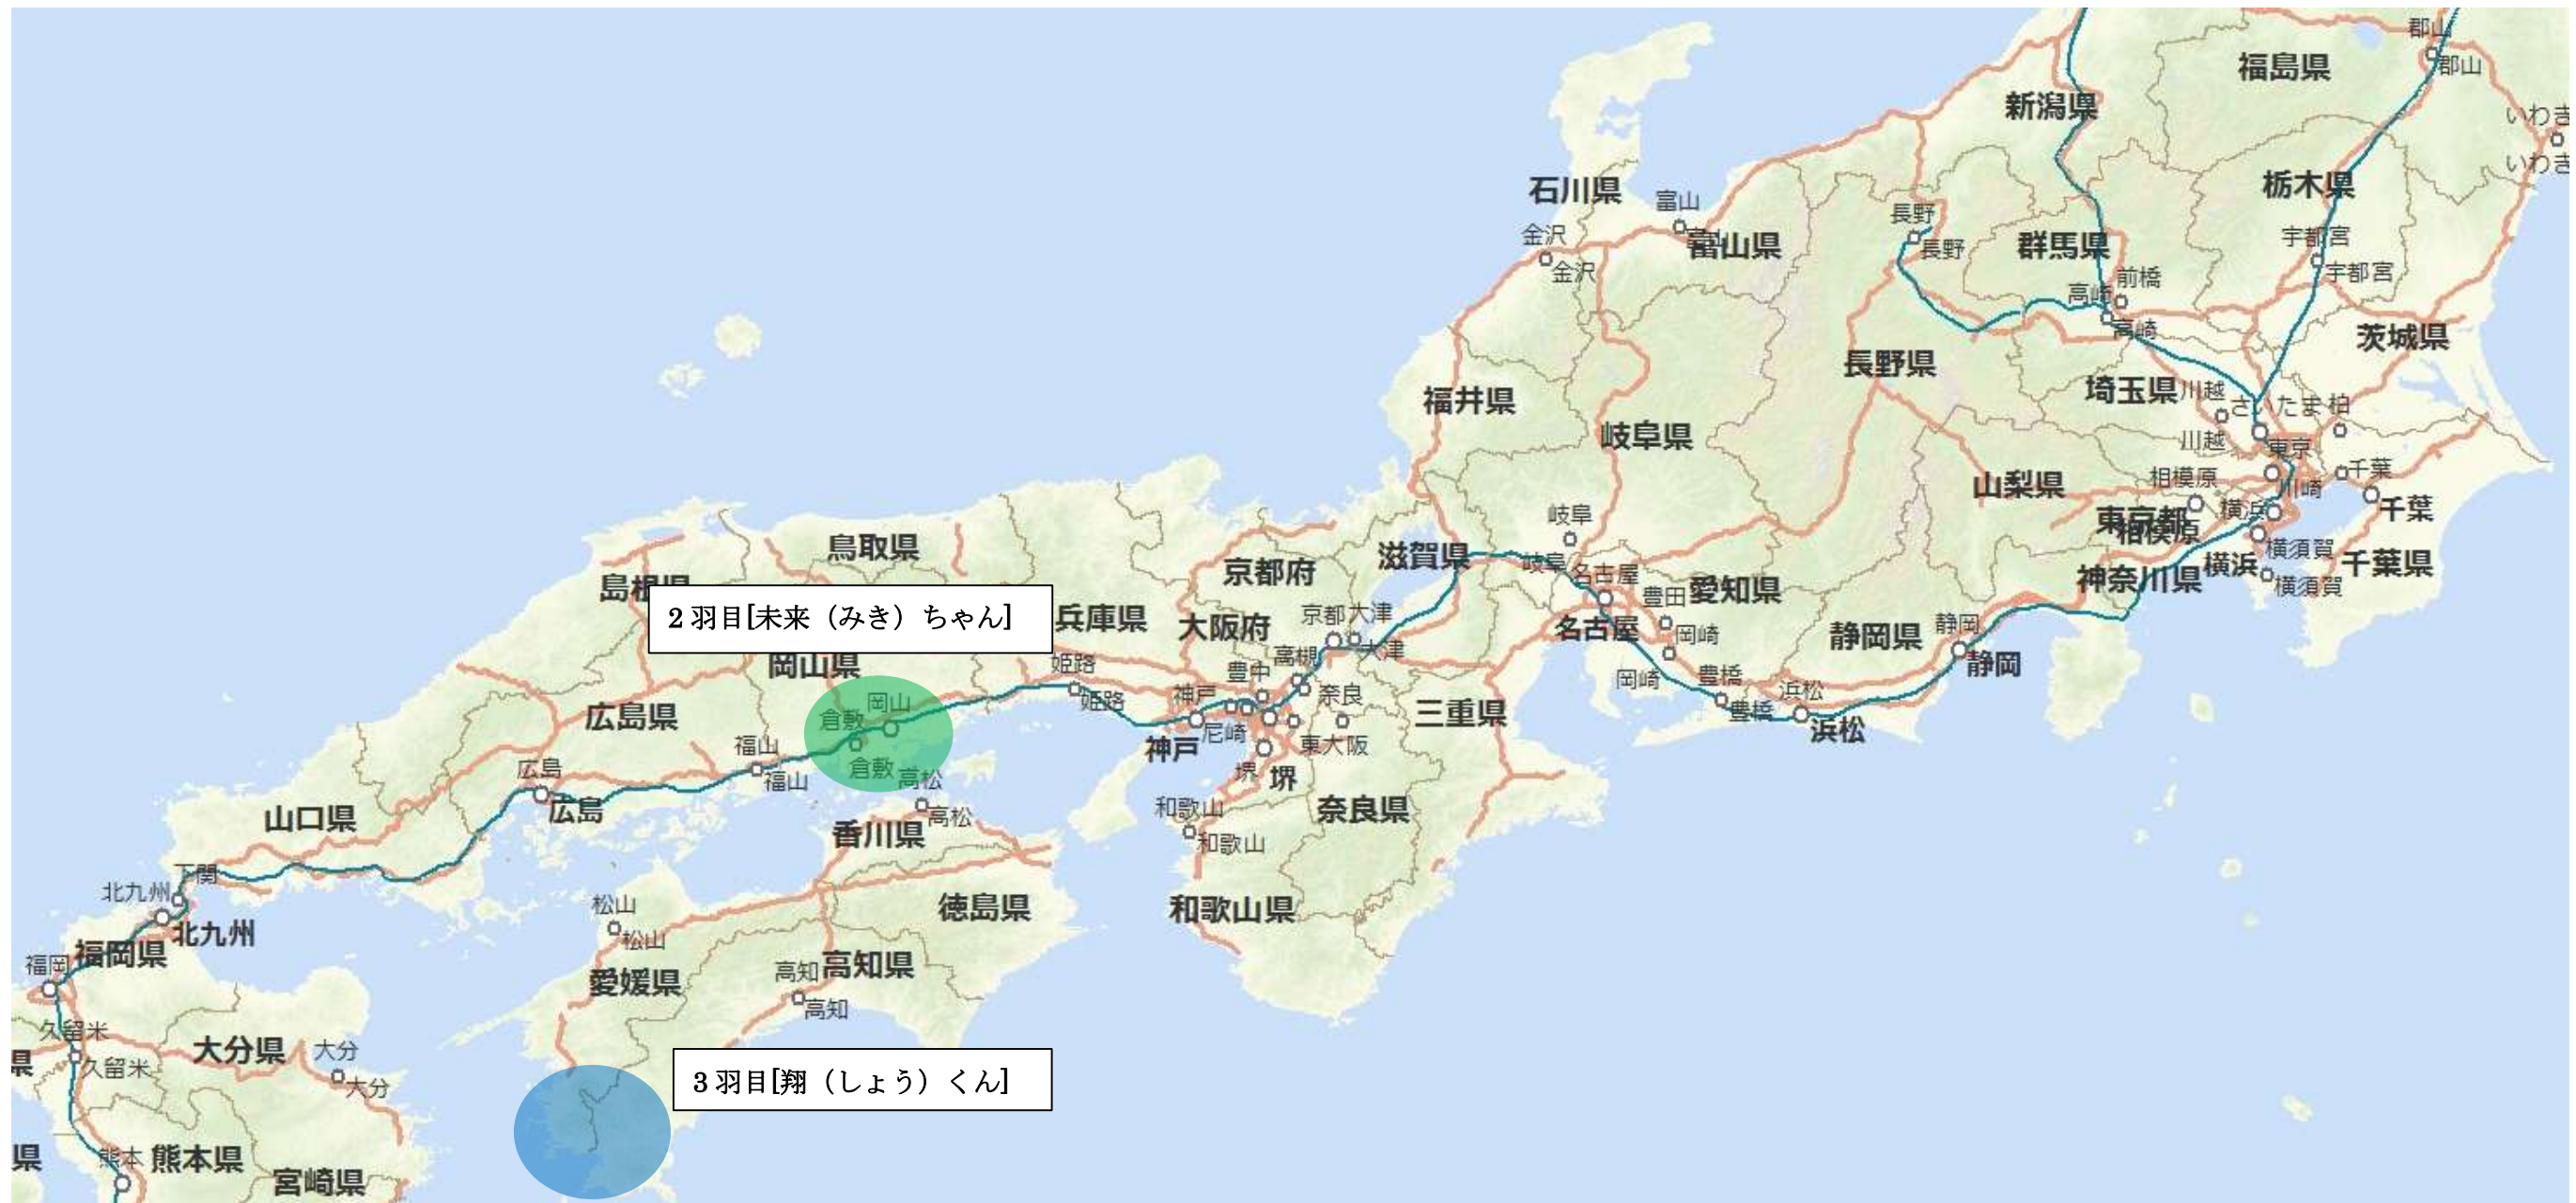 郡山
郡山
福島県
新潟県
いわき
いわき
栃木県
石川県
富山
富山県
金沢
金沢
長野
長野
群馬県
前橋
高崎
高崎
宇都宮
宇都宮
茨城県
長野県
埼玉県
川越
川越
さいたま
柏
東京
福井県
岐阜県
山梨県
相模原
東京都
相模原
川崎
横浜
横浜
千葉
千葉
千葉県
横須賀
横須賀
神奈川県
鳥取県
京都府
滋賀県
岐阜
岐阜
名古屋
名古屋
豊田
愛知県
岡崎
岡崎
豊橋
豊橋
静岡県
静岡
静岡
浜松
浜松
2羽目[未来（みき）ちゃん]
兵庫県
大阪府
京都
大津
大津
高槻
豊中
岡山県
姫路
姫路
神戸
神戸
尼崎
奈良
東大阪
三重県
堺
堺
奈良県
広島県
岡山
倉敷
倉敷
福山
福山
広島
広島
高松
高松
香川県
和歌山
和歌山
和歌山県
山口県
下関
北九州
北九州
福岡県
福岡
松山
松山
愛媛県
徳島県
高知
高知県
高知
久留米
久留米
大分県
大分
大分
県
3羽目[翔（しょう）くん]
県
熊本
熊本県
宮崎県